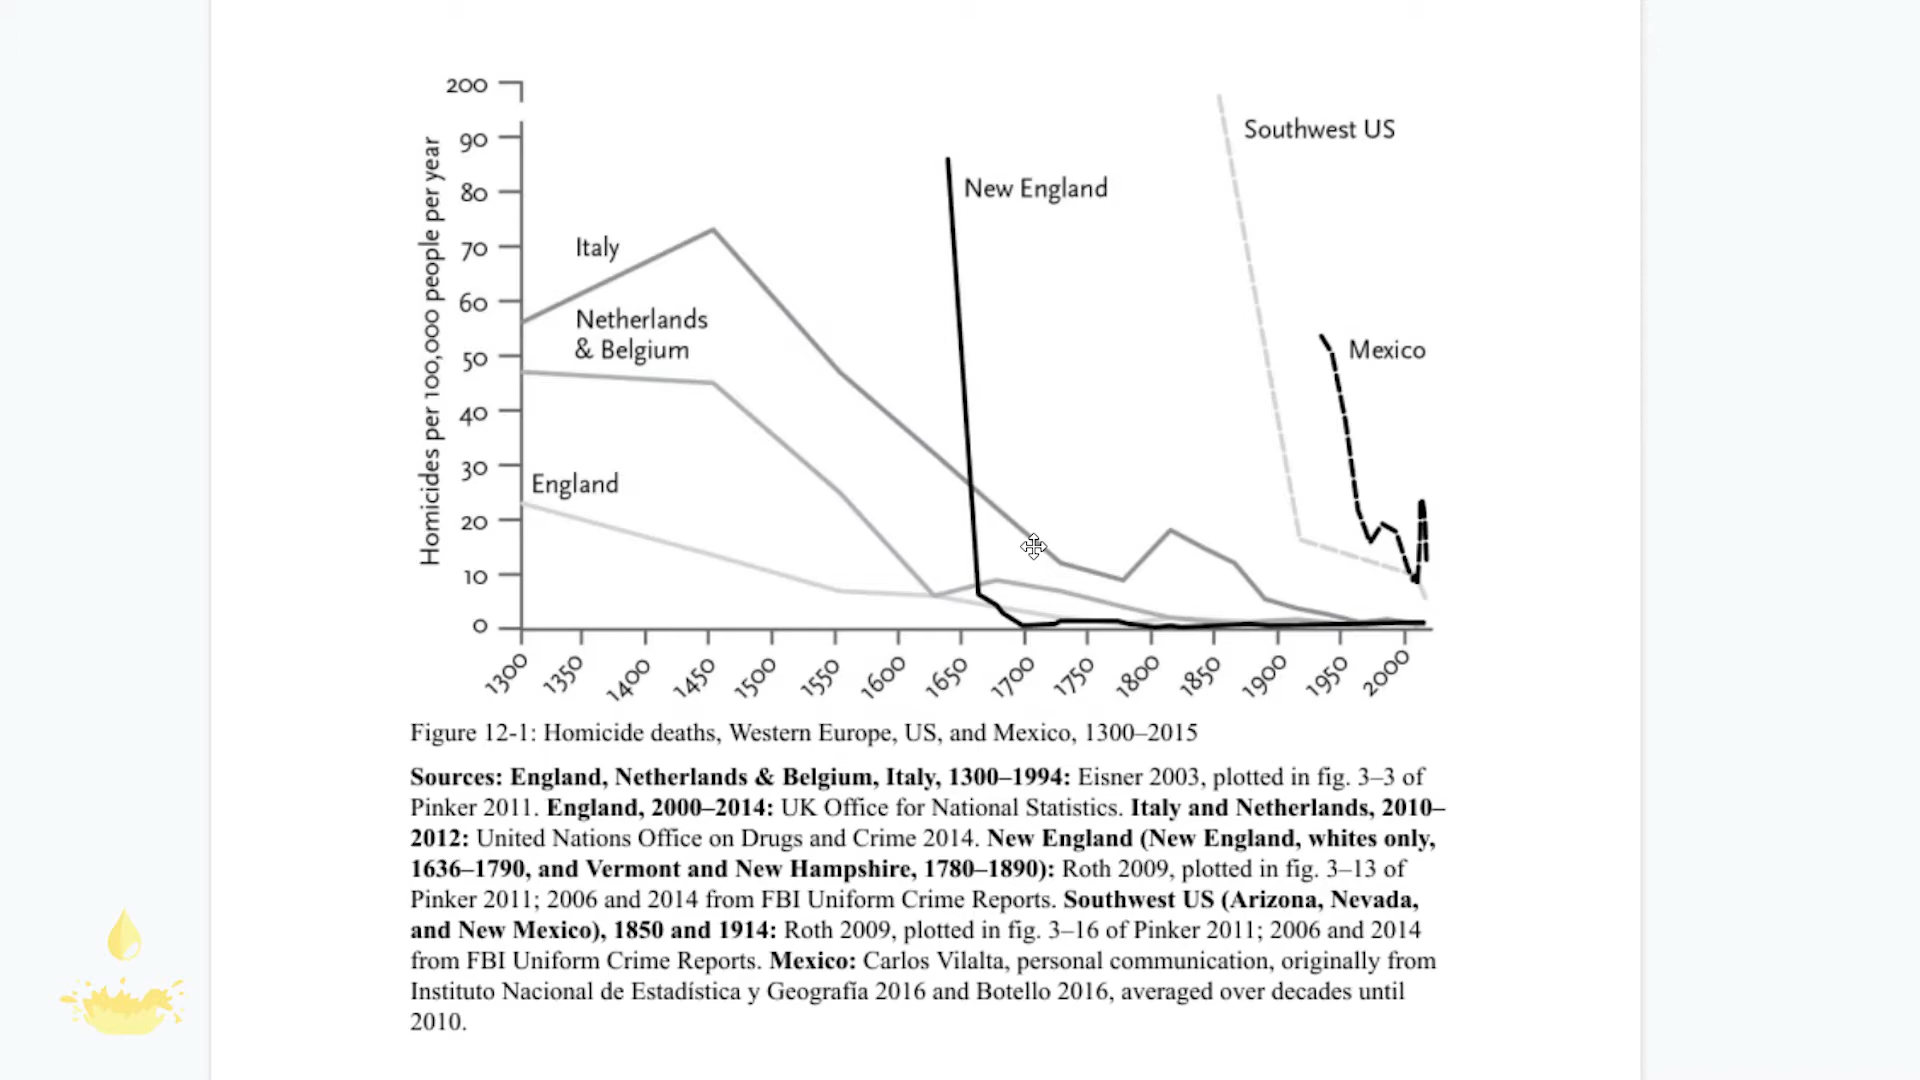 200
90
80
70
60
50
40
30
20
10
0
Homicides per 100,000 people per year
Southwest US
New England
Italy
Netherlands
& Belgium
Mexico
England
1300
1350
1400
1450
1500
1550
1600
1650
1700
1750
1800
1850
1900
1950
2000
Figure 12-1: Homicide deaths, Western Europe, US, and Mexico, 1300–2015
Sources: England, Netherlands & Belgium, Italy, 1300–1994: Eisner 2003, plotted in fig. 3–3 of
Pinker 2011. England, 2000–2014: UK Office for National Statistics. Italy and Netherlands, 2010–
2012: United Nations Office on Drugs and Crime 2014. New England (New England, whites only,
1636–1790, and Vermont and New Hampshire, 1780–1890): Roth 2009, plotted in fig. 3–13 of
Pinker 2011; 2006 and 2014 from FBI Uniform Crime Reports. Southwest US (Arizona, Nevada,
and New Mexico), 1850 and 1914: Roth 2009, plotted in fig. 3–16 of Pinker 2011; 2006 and 2014
from FBI Uniform Crime Reports. Mexico: Carlos Vilalta, personal communication, originally from
Instituto Nacional de Estadística y Geografía 2016 and Botello 2016, averaged over decades until
2010.